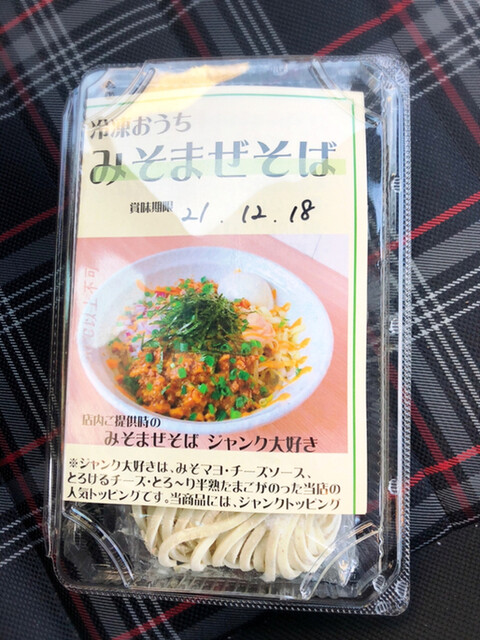 冷凍おうち
みそまぜそば
賞味期限 21.12.18
店内ご提供時の
みそまぜそば ジャンク大好き
※ジャンク大好きは、みそマヨ・チーズソース、
とろけるチーズ・とろ〜り半熟たまごがのった当店の
人気トッピングです。当商品には、ジャンクトッピング